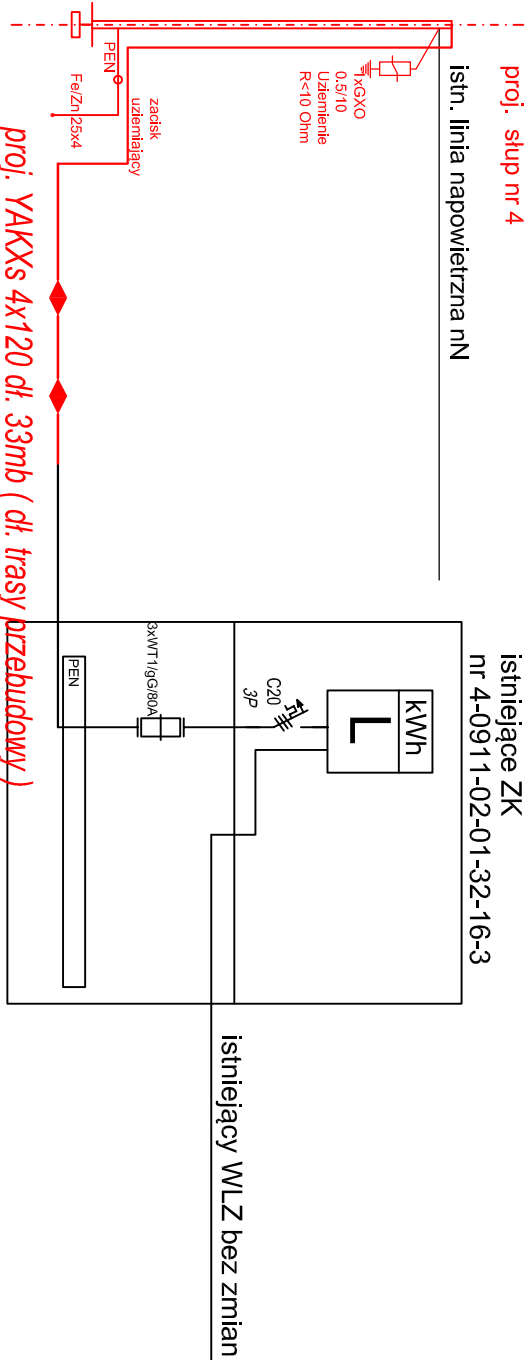 proj. słup nr 4
istn. linia napowietrzna nN
1xGXO
0.5/10
Uziemienie
R<10 Ohm
PEN
Fe/Zn 25x4
zacisk
uziemiający
proj. YAKXs 4x120 dł. 33mb ( dł. trasy przebudowy )
istniejące ZK
nr 4-0911-02-01-32-16-3
kWh
L
C20
3P
3xWT1/gG/80A
PEN
istniejący WLZ bez zmian